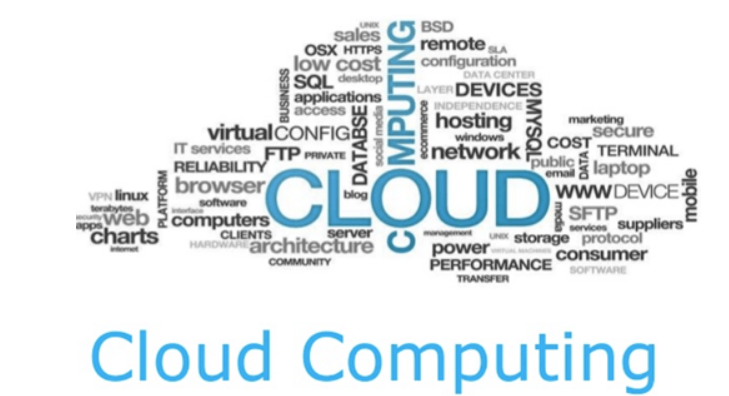 UNIX
BSD
sales
COMPUTING
OSX HTTPS
remote SLA
low cost
configuration
BUSINESS
SQL desktop
DATA CENTER
applications
LAYER DEVICES
access
INDEPENDENCE
DATABSE
social media
ecommerce
hosting
MYSQL
marketing
virtual CONFIG
windows
secure
IT services
FTP PRIVATE
network
COST TERMINAL
RELIABILITY
public DATA laptop
email
browser
CLOUD
WWW DEVICE
mobile
PLATFORM
VPN linux
software
blog
terabytes
interface
media
SFTP
security web
computers
services suppliers
apps
charts
CLIENTS
server
management
UNIX storage protocol
internet
HARDWARE architecture
power VIRTUAL MACHINES consumer
COMMUNITY
PERFORMANCE SOFTWARE
TRANSFER
Cloud Computing